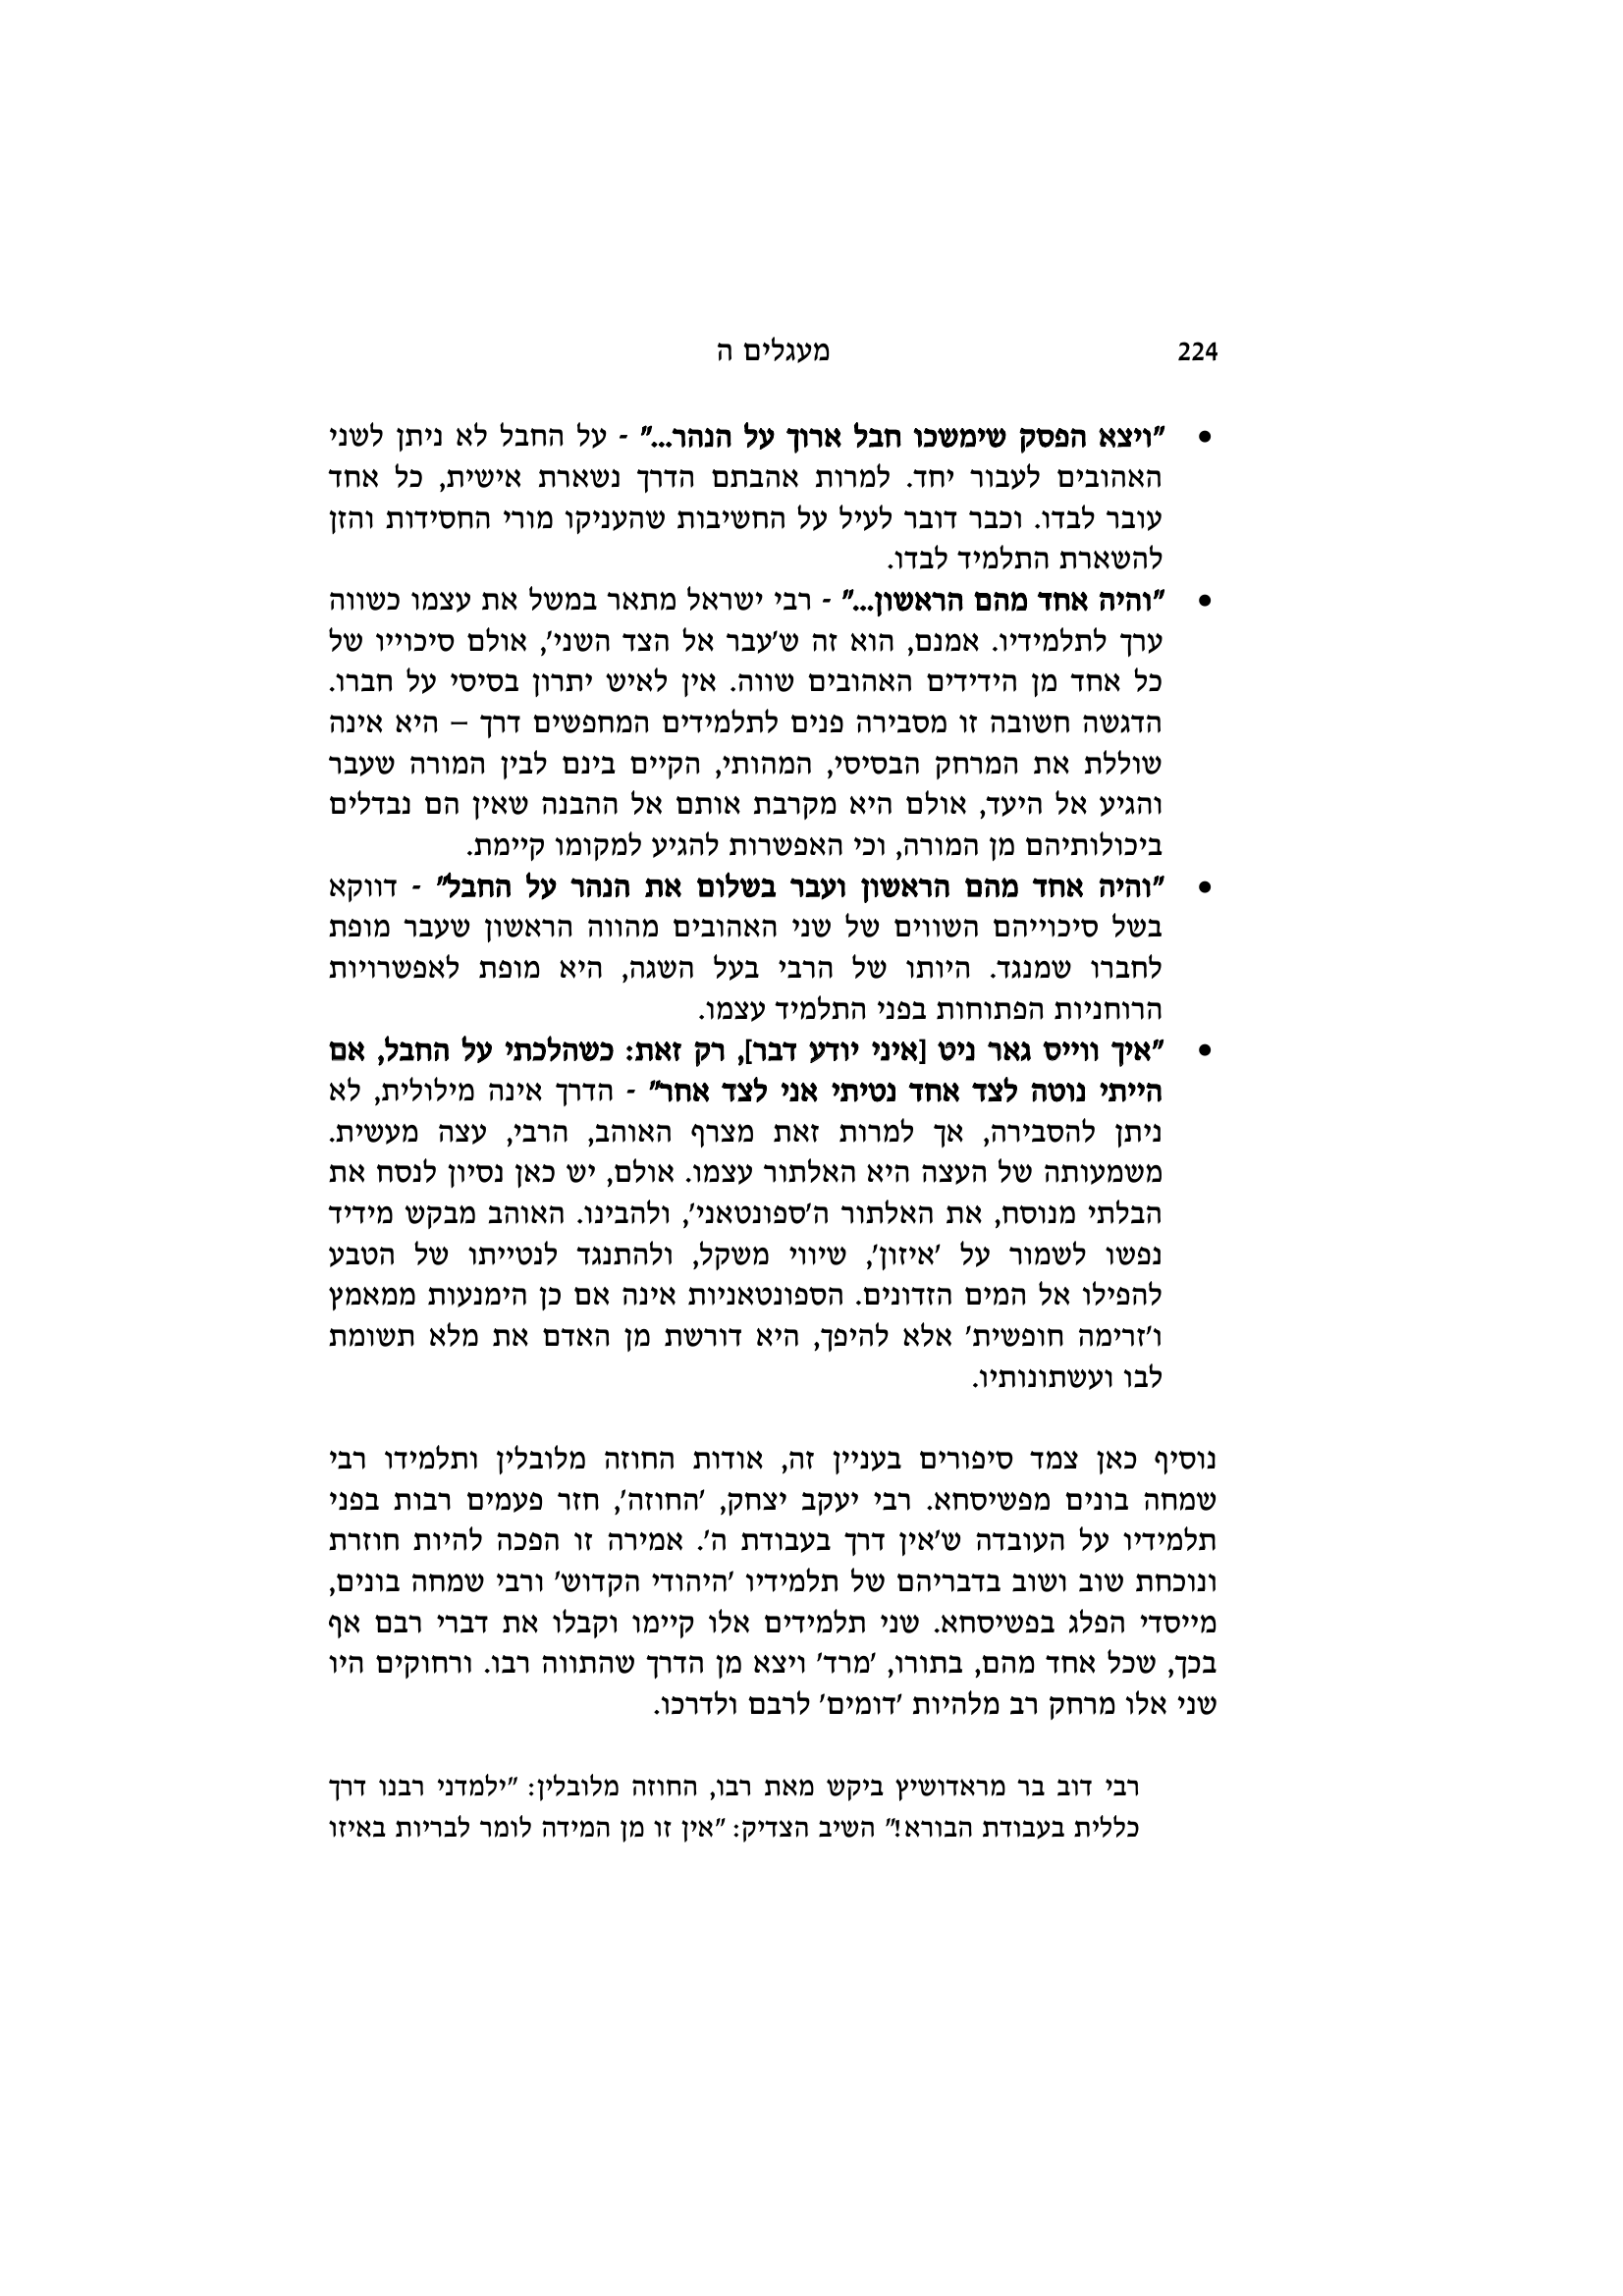 224 מעגלים ה
• "ויצא הפסק שימשכו חבל ארוך על הנהר..." - על החבל לא ניתן לשני
האהובים לעבור יחד. למרות אהבתם הדרך נשארת אישית, כל אחד
עובר לבדו. וכבר דובר לעיל על החשיבות שהעניקו מורי החסידות והזן
להשארת התלמיד לבדו.
• "והיה אחד מהם הראשון..." - רבי ישראל מתאר במשל את עצמו כשווה
ערך לתלמידיו. אמנם, הוא זה ש'עבר אל הצד השני', אולם סיכוייו של
כל אחד מן הידידים האהובים שווה. אין לאיש יתרון בסיסי על חברו.
הדגשה חשובה זו מסבירה פנים לתלמידים המחפשים דרך – היא אינה
שוללת את המרחק הבסיסי, המהותי, הקיים בינם לבין המורה שעבר
והגיע אל היעד, אולם היא מקרבת אותם אל ההבנה שאין הם נבדלים
ביכולותיהם מן המורה, וכי האפשרות להגיע למקומו קיימת.
• "והיה אחד מהם הראשון ועבר בשלום את הנהר על החבל" - דווקא
בשל סיכוייהם השווים של שני האהובים מהווה הראשון שעבר מופת
לחברו שמנגד. היותו של הרבי בעל השגה, היא מופת לאפשרויות
הרוחניות הפתוחות בפני התלמיד עצמו.
• "איך ווייס גאר ניט [איני יודע דבר], רק זאת: כשהלכתי על החבל, אם
הייתי נוטה לצד אחד נטיתי אני לצד אחר" - הדרך אינה מילולית, לא
ניתן להסבירה, אך למרות זאת מצרף האוהב, הרבי, עצה מעשית.
משמעותה של העצה היא האלתור עצמו. אולם, יש כאן נסיון לנסח את
הבלתי מנוסח, את האלתור ה'ספונטאני', ולהבינו. האוהב מבקש מידיד
נפשו לשמור על 'איזון', שיווי משקל, ולהתנגד לנטייתו של הטבע
להפילו אל המים הזדונים. הספונטאניות אינה אם כן הימנעות ממאמץ
ו'זרימה חופשית' אלא להיפך, היא דורשת מן האדם את מלא תשומת
לבו ועשתונותיו.
נוסיף כאן צמד סיפורים בעניין זה, אודות החוזה מלובלין ותלמידו רבי
שמחה בונים מפשיסחא. רבי יעקב יצחק, 'החוזה', חזר פעמים רבות בפני
תלמידיו על העובדה ש'אין דרך בעבודת ה'. אמירה זו הפכה להיות חוזרת
ונוכחת שוב ושוב בדבריהם של תלמידיו 'היהודי הקדוש' ורבי שמחה בונים,
מייסדי הפלג בפשיסחא. שני תלמידים אלו קיימו וקבלו את דברי רבם אף
בכך, שכל אחד מהם, בתורו, 'מרד' ויצא מן הדרך שהתווה רבו. ורחוקים היו
שני אלו מרחק רב מלהיות 'דומים' לרבם ולדרכו.
רבי דוב בר מראדושיץ ביקש מאת רבו, החוזה מלובלין: "ילמדני רבנו דרך
כללית בעבודת הבורא!" השיב הצדיק: "אין זו מן המידה לומר לבריות באיזו